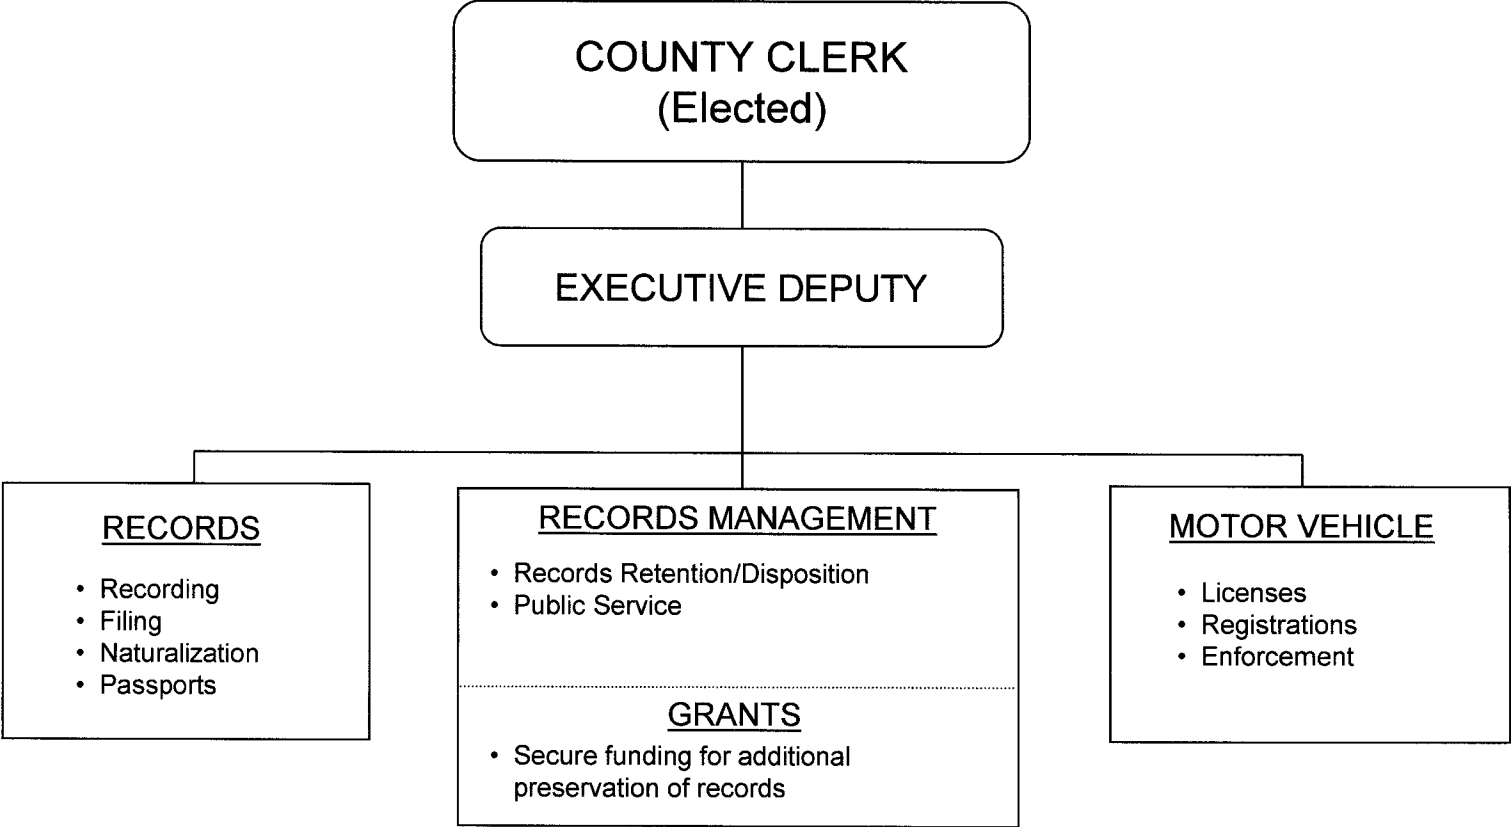 COUNTY CLERK
(Elected)
EXECUTIVE DEPUTY
RECORDS
• Recording
• Filing
• Naturalization
• Passports
RECORDS MANAGEMENT
• Records Retention/Disposition
• Public Service
GRANTS
• Secure funding for additional
preservation of records
MOTOR VEHICLE
• Licenses
• Registrations
• Enforcement